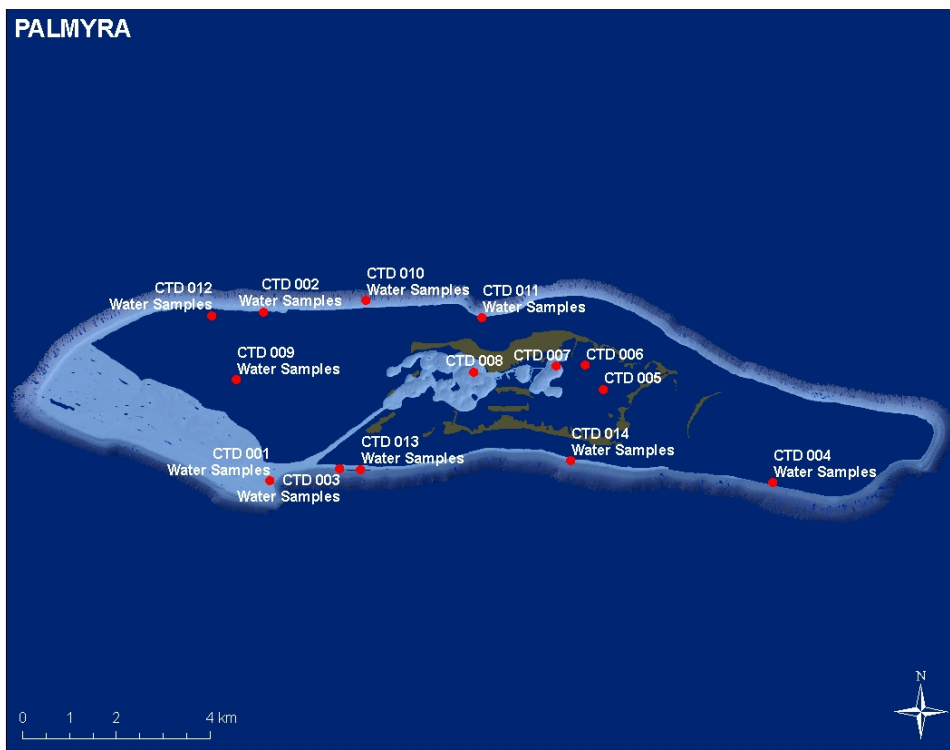 PALMYRA
CTD 010
Water Samples
CTD 012
Water Samples
CTD 002
Water Samples
CTD 011
Water Samples
CTD 009
Water Samples
CTD 008
CTD 007
CTD 006
CTD 005
CTD 001
Water Samples
CTD 003
Water Samples
CTD 013
Water Samples
CTD 014
Water Samples
CTD 004
Water Samples
N
0 1 2 4 km